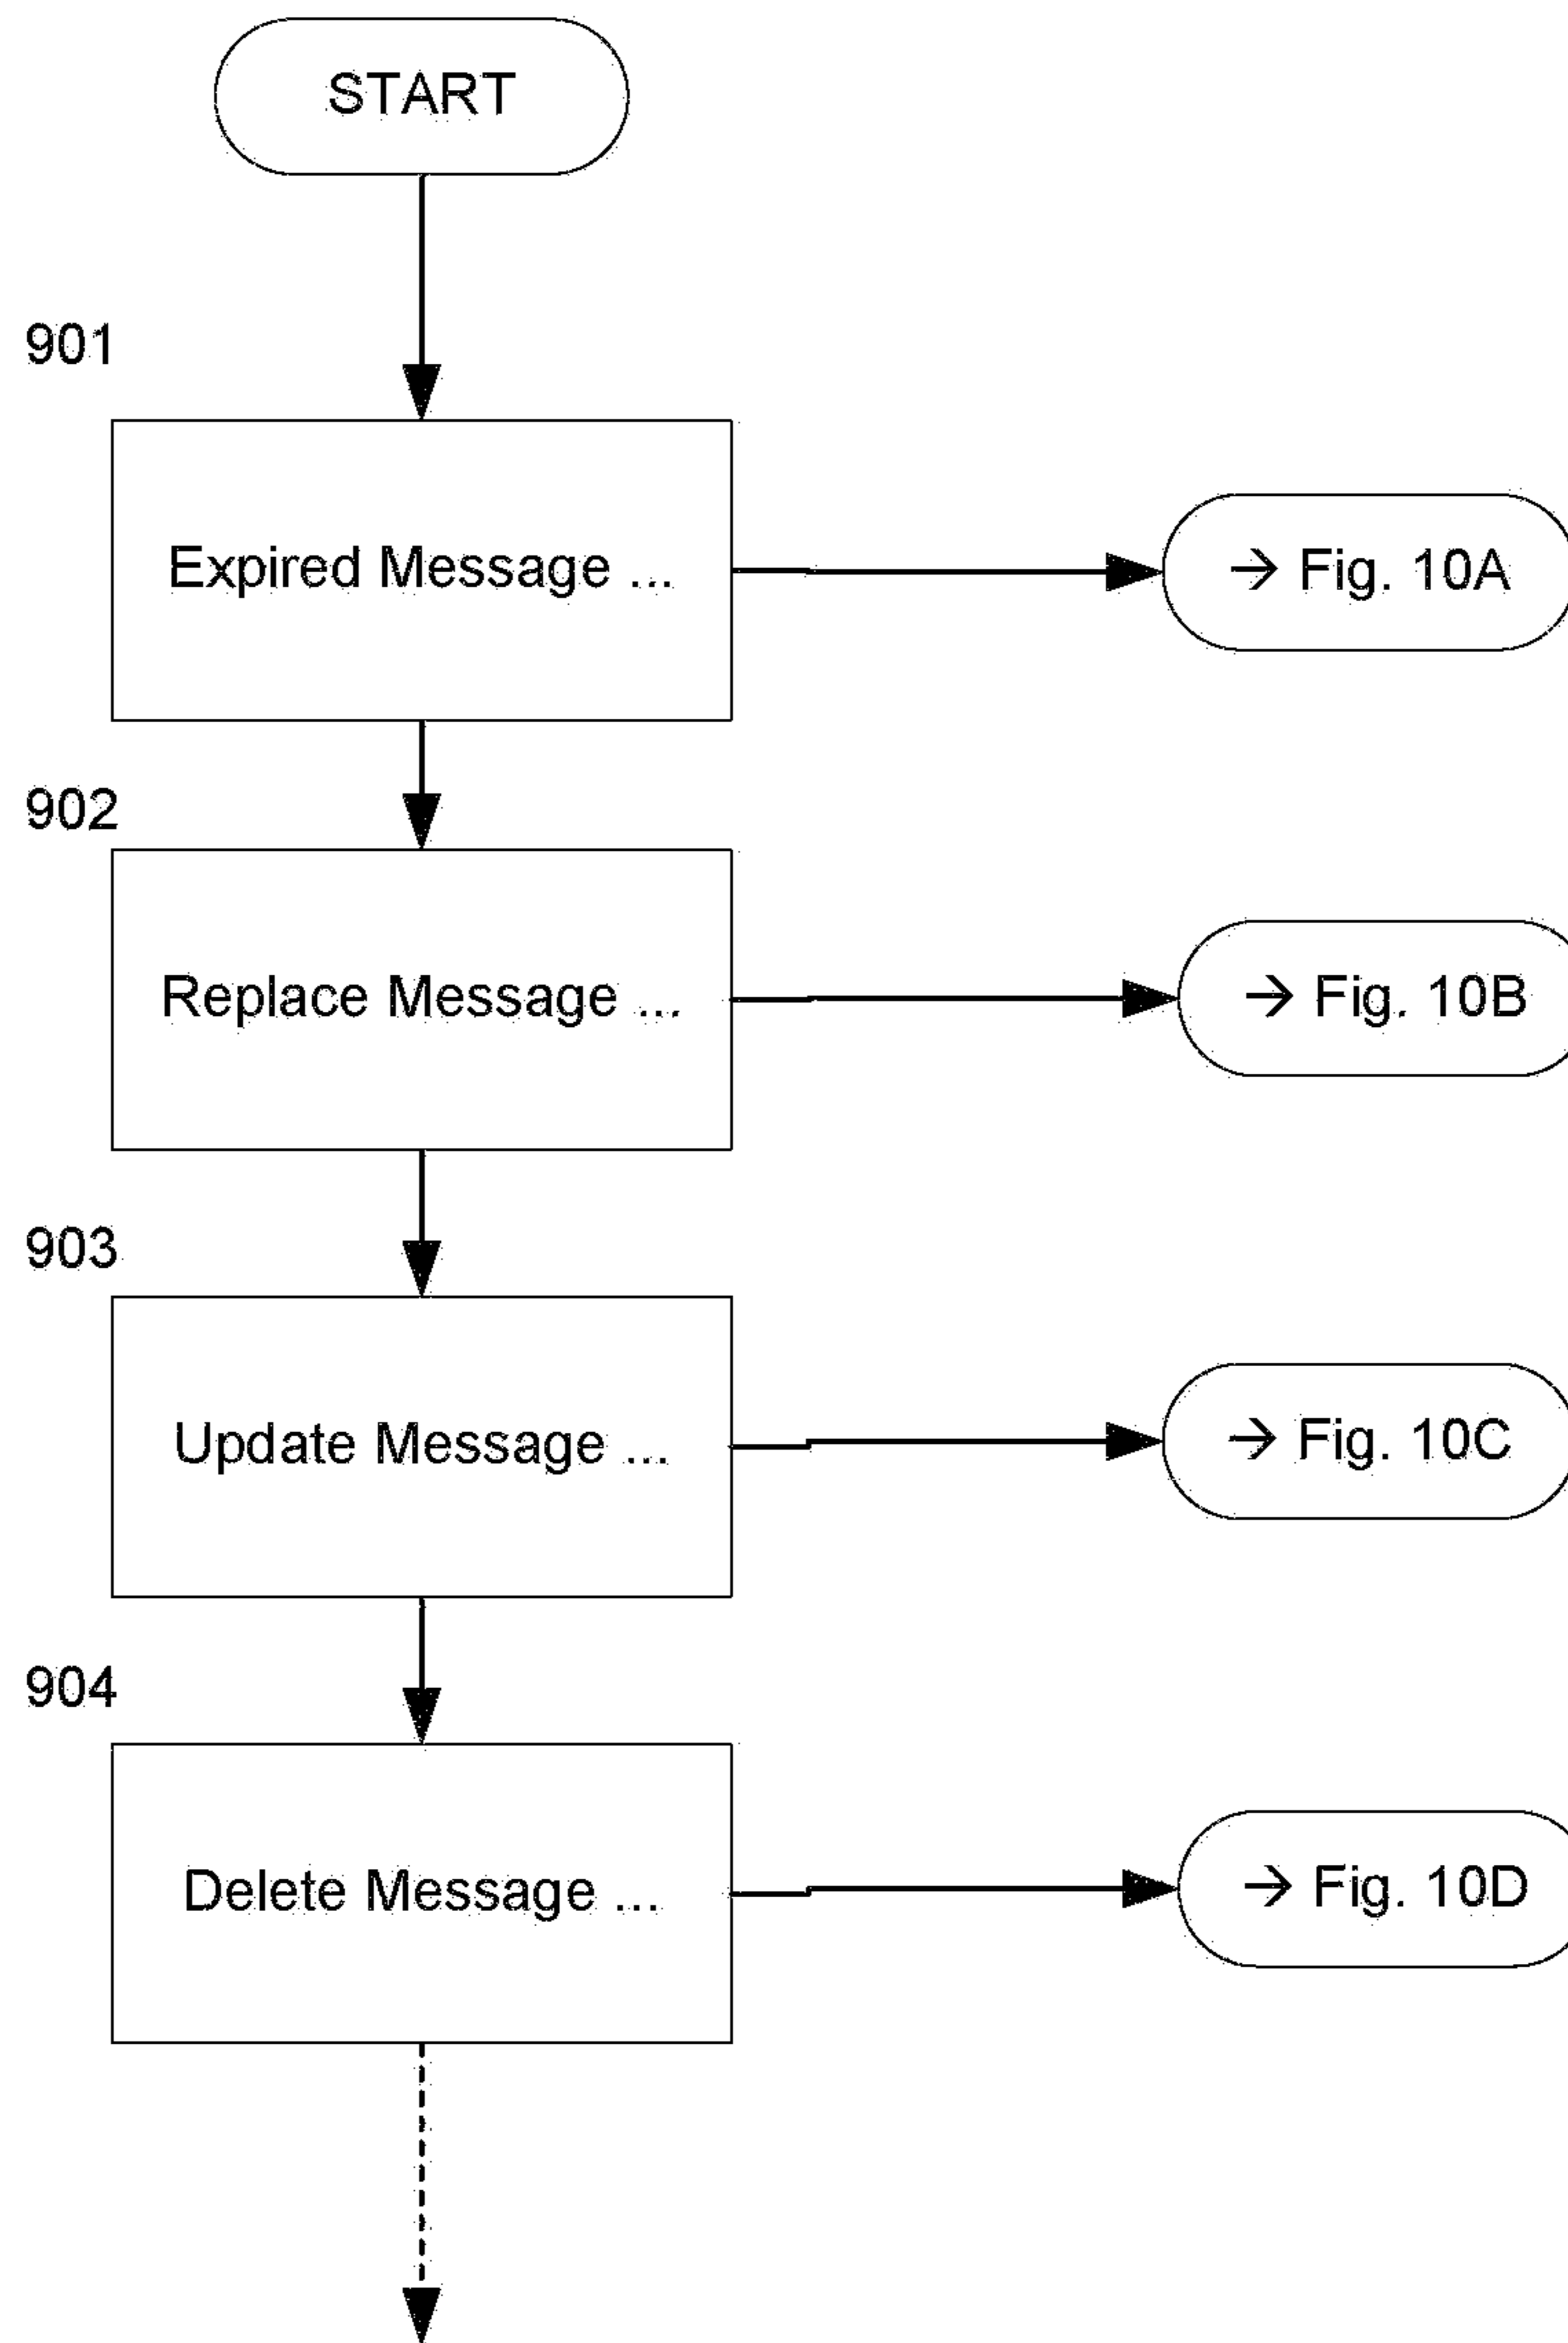 START
901
Expired Message ...
→ Fig. 10A
902
Replace Message ...
→ Fig. 10B
903
Update Message ...
→ Fig. 10C
904
Delete Message ...
→ Fig. 10D